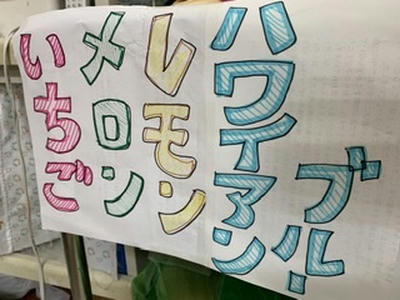 いちご
メロン
レモン
ハワイアン
ブルー